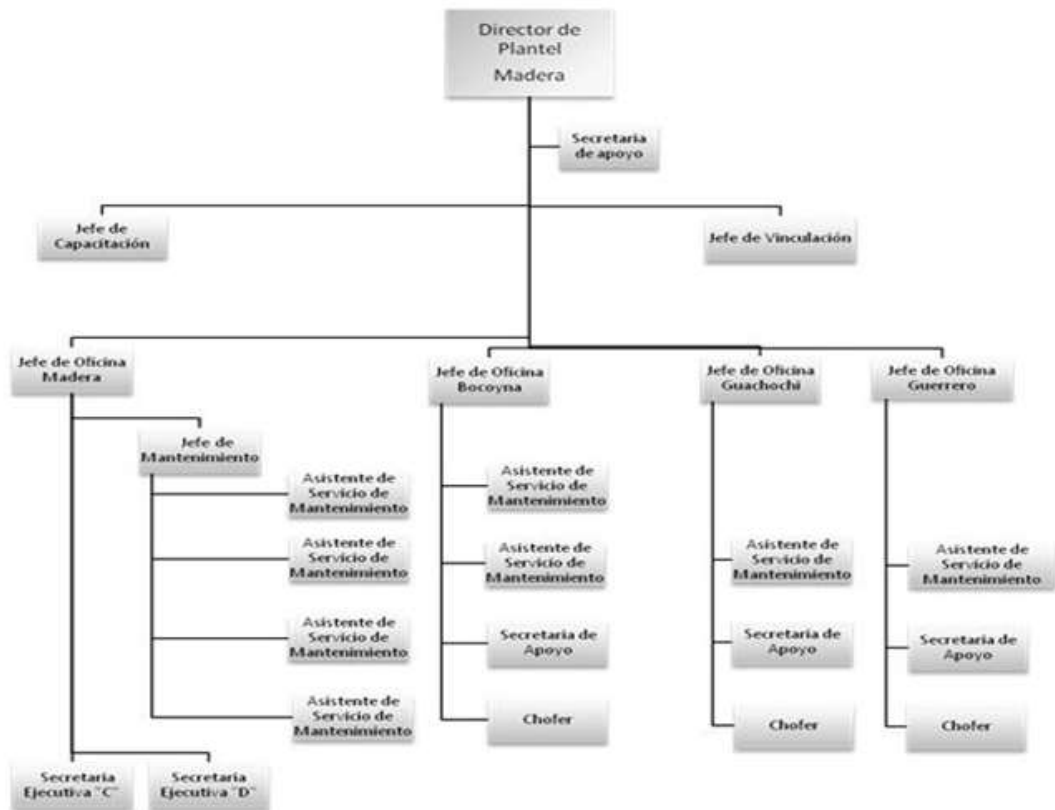 Director de
Plantel
Madera
Secretaria
de apoyo
Jefe de
Capacitación
Jefe de Vinculación
Jefe de Oficina
Madera
Jefe de Oficina
Bocoyna
Jefe de Oficina
Guachochi
Jefe de Oficina
Guerrero
Jefe de
Mantenimiento
Asistente de
Servicio de
Mantenimiento
Asistente de
Servicio de
Mantenimiento
Asistente de
Servicio de
Mantenimiento
Asistente de
Servicio de
Mantenimiento
Secretaria
Ejecutiva "C"
Secretaria
Ejecutiva "D"
Asistente de
Servicio de
Mantenimiento
Asistente de
Servicio de
Mantenimiento
Secretaria de
Apoyo
Chofer
Asistente de
Servicio de
Mantenimiento
Secretaria de
Apoyo
Chofer
Asistente de
Servicio de
Mantenimiento
Secretaria de
Apoyo
Chofer